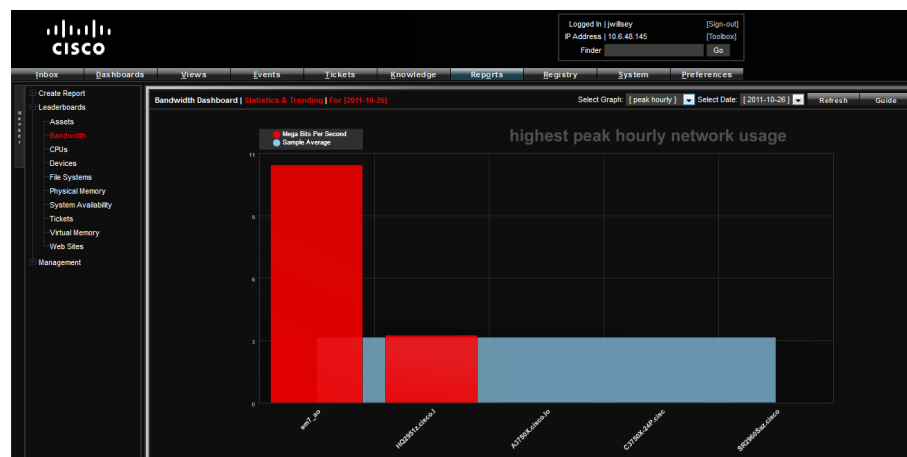 CISCO
Logged In | jwillsey [Sign-out]
IP Address | 10.6.48.145 [Toolbox]
Finder Go
Inbox Dashboards Views Events Tickets Knowledge Reports Registry System Preferences
Navbar
Create Report
Leaderboards
Assets
Bandwidth
CPUs
Devices
File Systems
Physical Memory
System Availability
Tickets
Virtual Memory
Web Sites
Management
Bandwidth Dashboard | Statistics & Trending | For [2011-10-26] Select Graph: [ peak hourly ] Select Date: [ 2011-10-26 ] Refresh Guide
highest peak hourly network usage
Mega Bits Per Second
Sample Average
11
9
6
3
0
em7_ao
HQ2951z.cisco.l
A3750X.cisco.lo
C3750X-24P.cisc
SR2960Saz.cisco